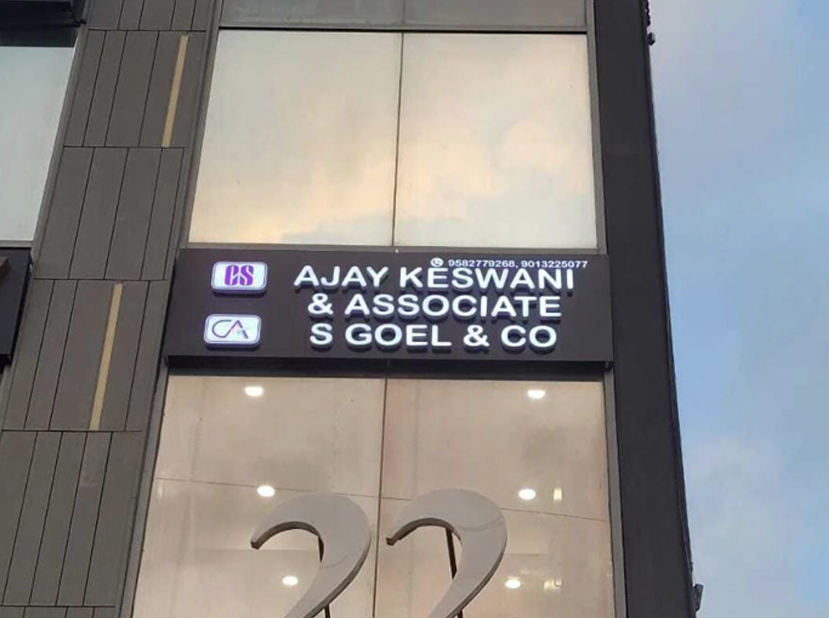 9582779268, 9013225077
CS AJAY KESWANI
& ASSOCIATE
CA S GOEL & CO
22